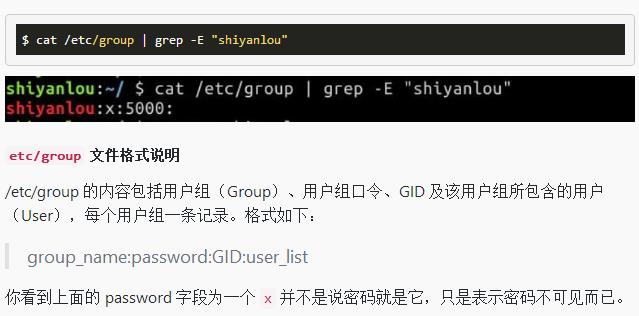 $ cat /etc/group | grep -E "shiyanlou"
shiyanlou:~/ $ cat /etc/group | grep -E "shiyanlou"
shiyanlou:x:5000:
etc/group 文件格式说明
/etc/group 的内容包括用户组（Group）、用户组口令、GID 及该用户组所包含的用户
（User），每个用户组一条记录。格式如下：
group_name:password:GID:user_list
你看到上面的 password 字段为一个 x 并不是说密码就是它，只是表示密码不可见而已。